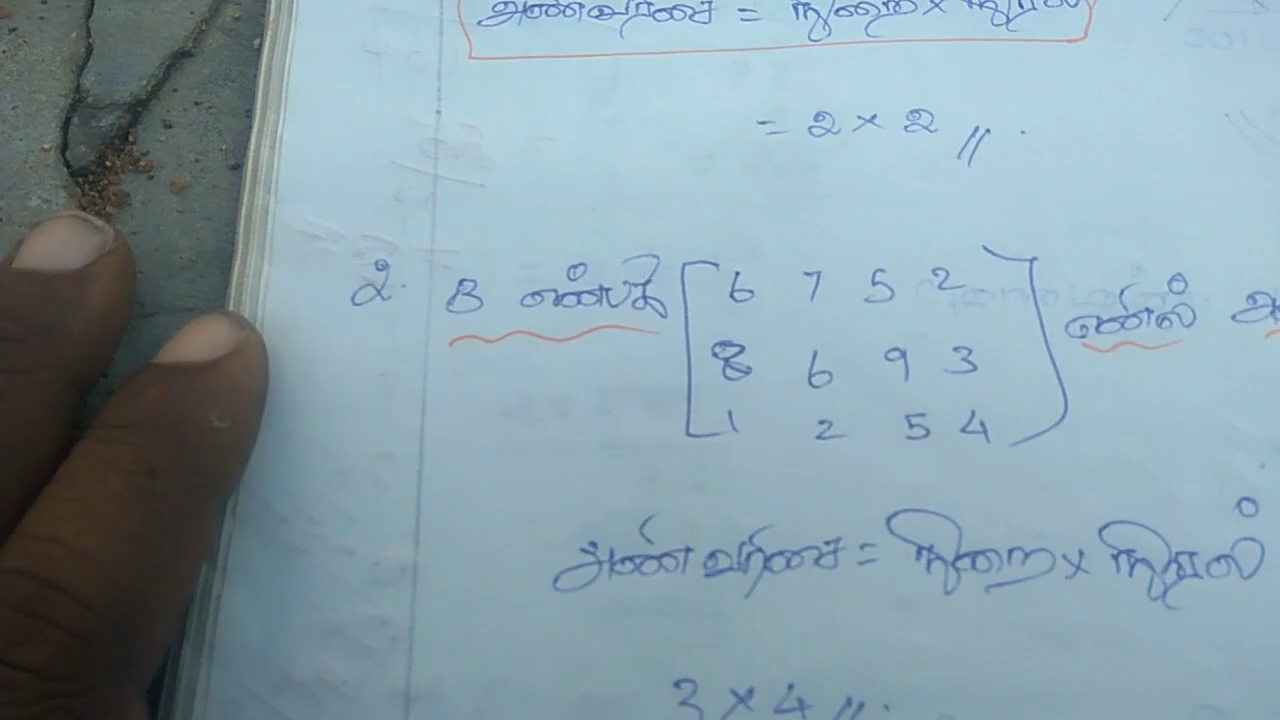 அணிவரிசை = நிறை × நிரல்
= 2 × 2 //.
2. B என்பது [ 6 7 5 2
8 6 9 3
1 2 5 4 ] எனில்
அணிவரிசை = நிறை × நிரல்
3 × 4 //.